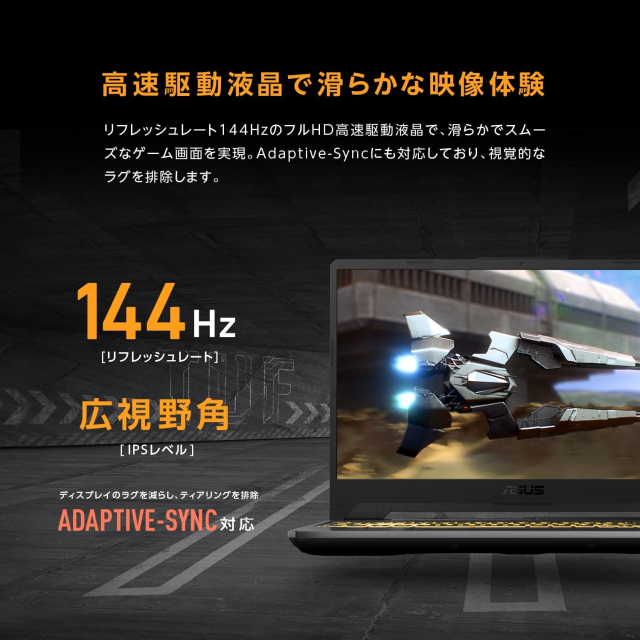 高速駆動液晶で滑らかな映像体験
リフレッシュレート144HzのフルHD高速駆動液晶で、滑らかでスムー
ズなゲーム画面を実現。Adaptive-Syncにも対応しており、視覚的な
ラグを排除します。
144Hz
[リフレッシュレート]
TUF
広視野角
[IPSレベル]
ディスプレイのラグを減らし、ティアリングを排除
ADAPTIVE-SYNC対応
ASUS